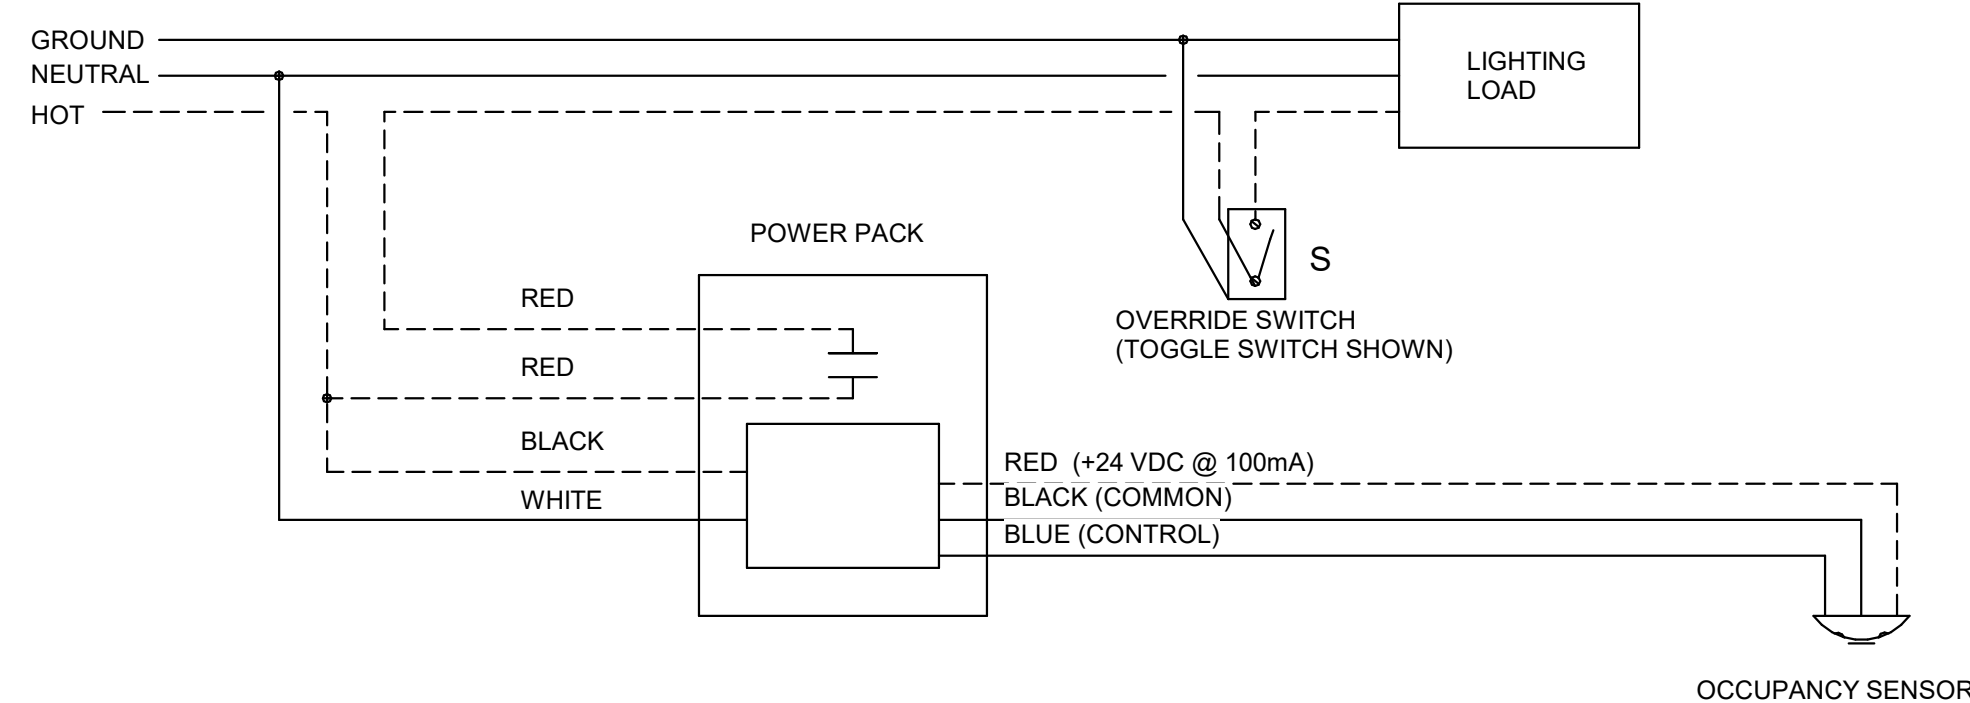 GROUND
NEUTRAL
HOT
LIGHTING
LOAD
POWER PACK
S
OVERRIDE SWITCH
(TOGGLE SWITCH SHOWN)
RED
RED
BLACK
WHITE
RED (+24 VDC @ 100mA)
BLACK (COMMON)
BLUE (CONTROL)
OCCUPANCY SENSOR